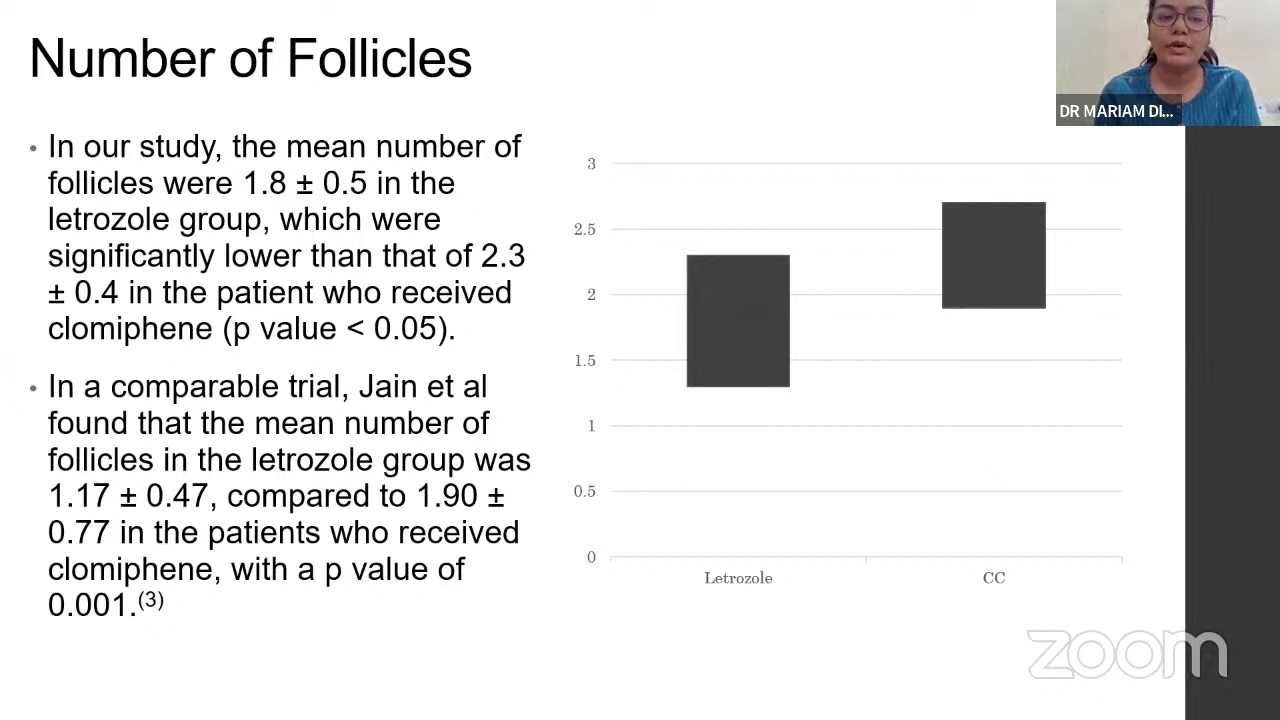 Number of Follicles
DR MARIAM DI...
• In our study, the mean number of
follicles were 1.8 ± 0.5 in the
letrozole group, which were
significantly lower than that of 2.3
± 0.4 in the patient who received
clomiphene (p value < 0.05).
• In a comparable trial, Jain et al
found that the mean number of
follicles in the letrozole group was
1.17 ± 0.47, compared to 1.90 ±
0.77 in the patients who received
clomiphene, with a p value of
0.001.(3)
3
2.5
2
1.5
1
0.5
0
Letrozole CC
zoom